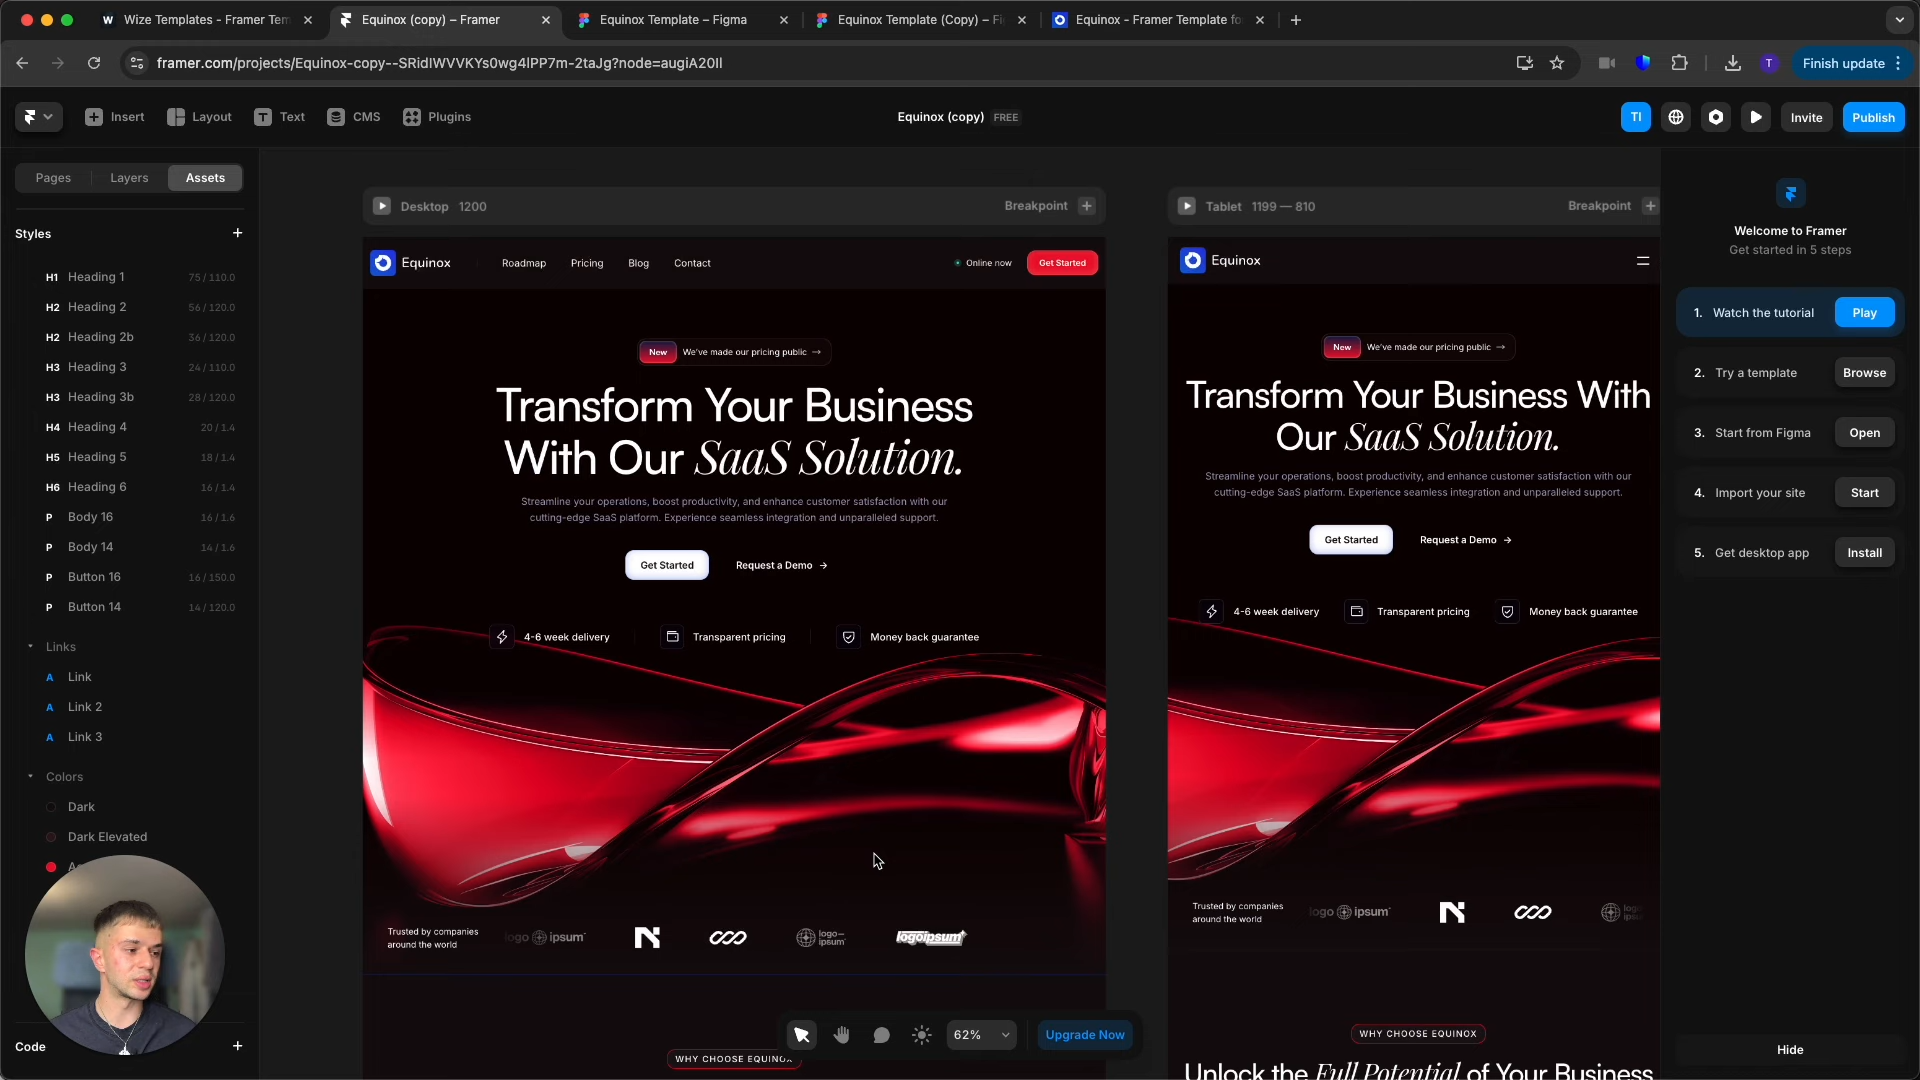 Wize Templates - Framer Tem
Equinox (copy) – Framer
Equinox Template – Figma
Equinox Template (Copy) – Fi
Equinox - Framer Template fo
framer.com/projects/Equinox-copy--SRidIWVVKYs0wg4lPP7m-2taJg?node=augiA20Il
T
Finish update
Insert
Layout
Text
CMS
Plugins
Equinox (copy) FREE
TI
Invite
Publish
Pages
Layers
Assets
Styles
H1 Heading 1 75 / 110.0
H2 Heading 2 56 / 120.0
H2 Heading 2b 36 / 120.0
H3 Heading 3 24 / 110.0
H3 Heading 3b 28 / 120.0
H4 Heading 4 20 / 1.4
H5 Heading 5 18 / 1.4
H6 Heading 6 16 / 1.4
P Body 16 16 / 1.6
P Body 14 14 / 1.6
P Button 16 16 / 150.0
P Button 14 14 / 120.0
Links
A Link
A Link 2
A Link 3
Colors
Dark
Dark Elevated
Code
Desktop 1200
Breakpoint
Equinox
Roadmap
Pricing
Blog
Contact
Online now
Get Started
New We've made our pricing public →
Transform Your Business
With Our SaaS Solution.
Streamline your operations, boost productivity, and enhance customer satisfaction with our
cutting-edge SaaS platform. Experience seamless integration and unparalleled support.
Get Started
Request a Demo →
4-6 week delivery
Transparent pricing
Money back guarantee
Trusted by companies
around the world
logo ipsum
logo
ipsum
logoipsum
WHY CHOOSE EQUINOX
62%
Upgrade Now
Tablet 1199 — 810
Breakpoint
Equinox
New We've made our pricing public →
Transform Your Business With
Our SaaS Solution.
Streamline your operations, boost productivity, and enhance customer satisfaction with our
cutting-edge SaaS platform. Experience seamless integration and unparalleled support.
Get Started
Request a Demo →
4-6 week delivery
Transparent pricing
Money back guarantee
Trusted by companies
around the world
logo ipsum
WHY CHOOSE EQUINOX
Unlock the Full Potential of Your Business
Welcome to Framer
Get started in 5 steps
1. Watch the tutorial Play
2. Try a template Browse
3. Start from Figma Open
4. Import your site Start
5. Get desktop app Install
Hide